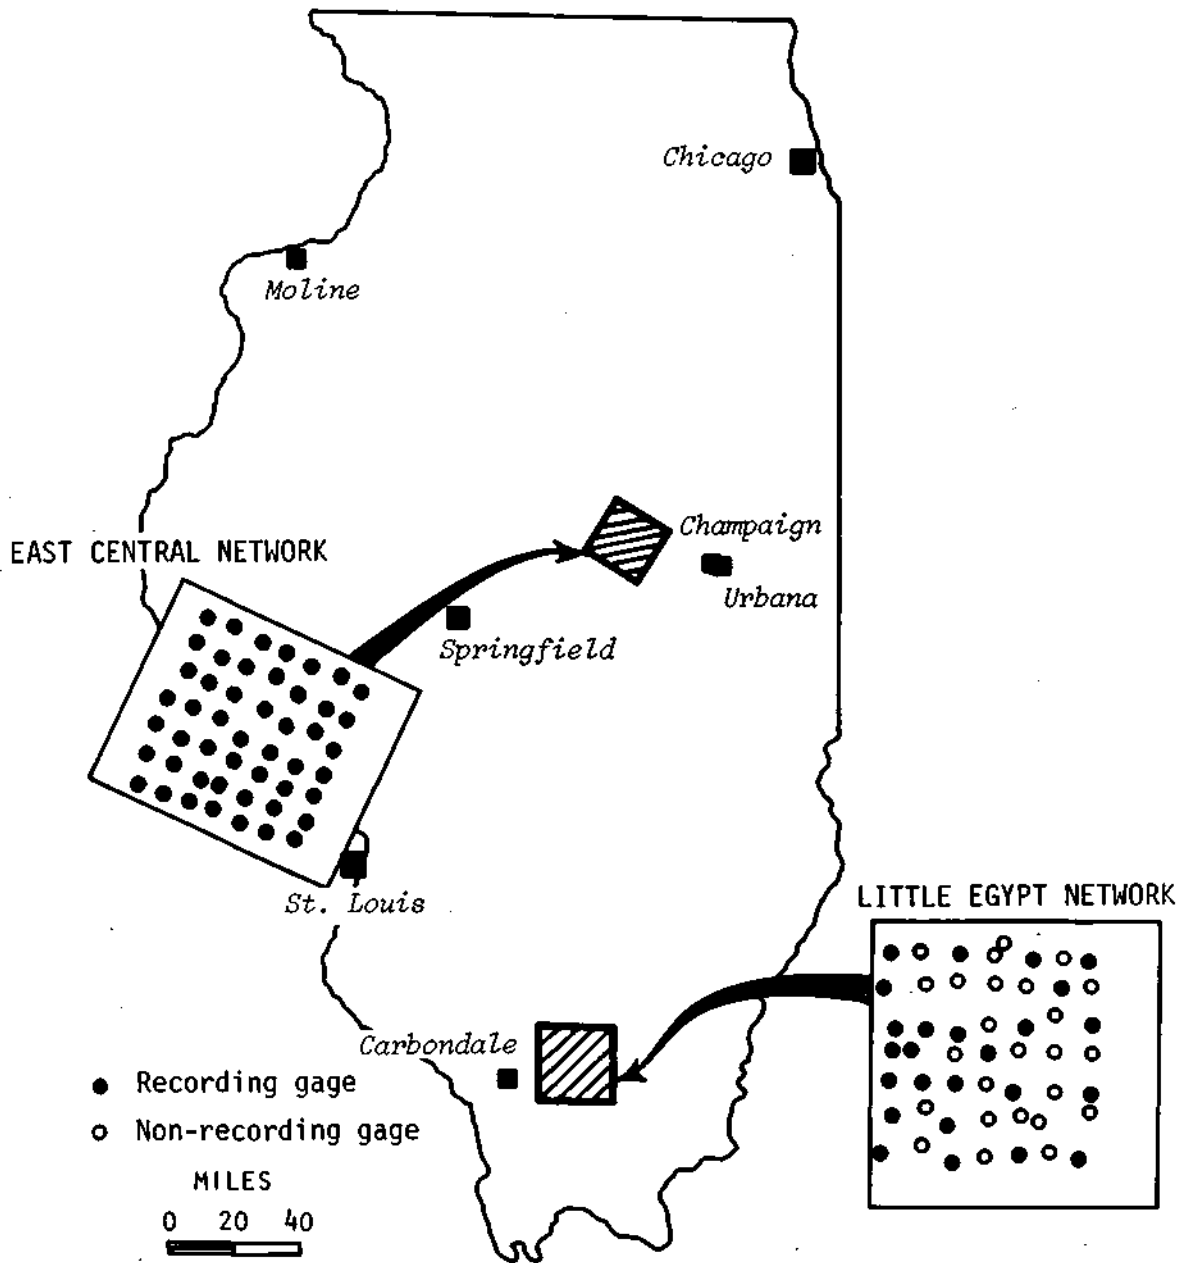 Chicago
Moline
Champaign
EAST CENTRAL NETWORK
Urbana
Springfield
LITTLE EGYPT NETWORK
St. Louis
Carbondale
Recording gage
Non-recording gage
MILES
0 20 40